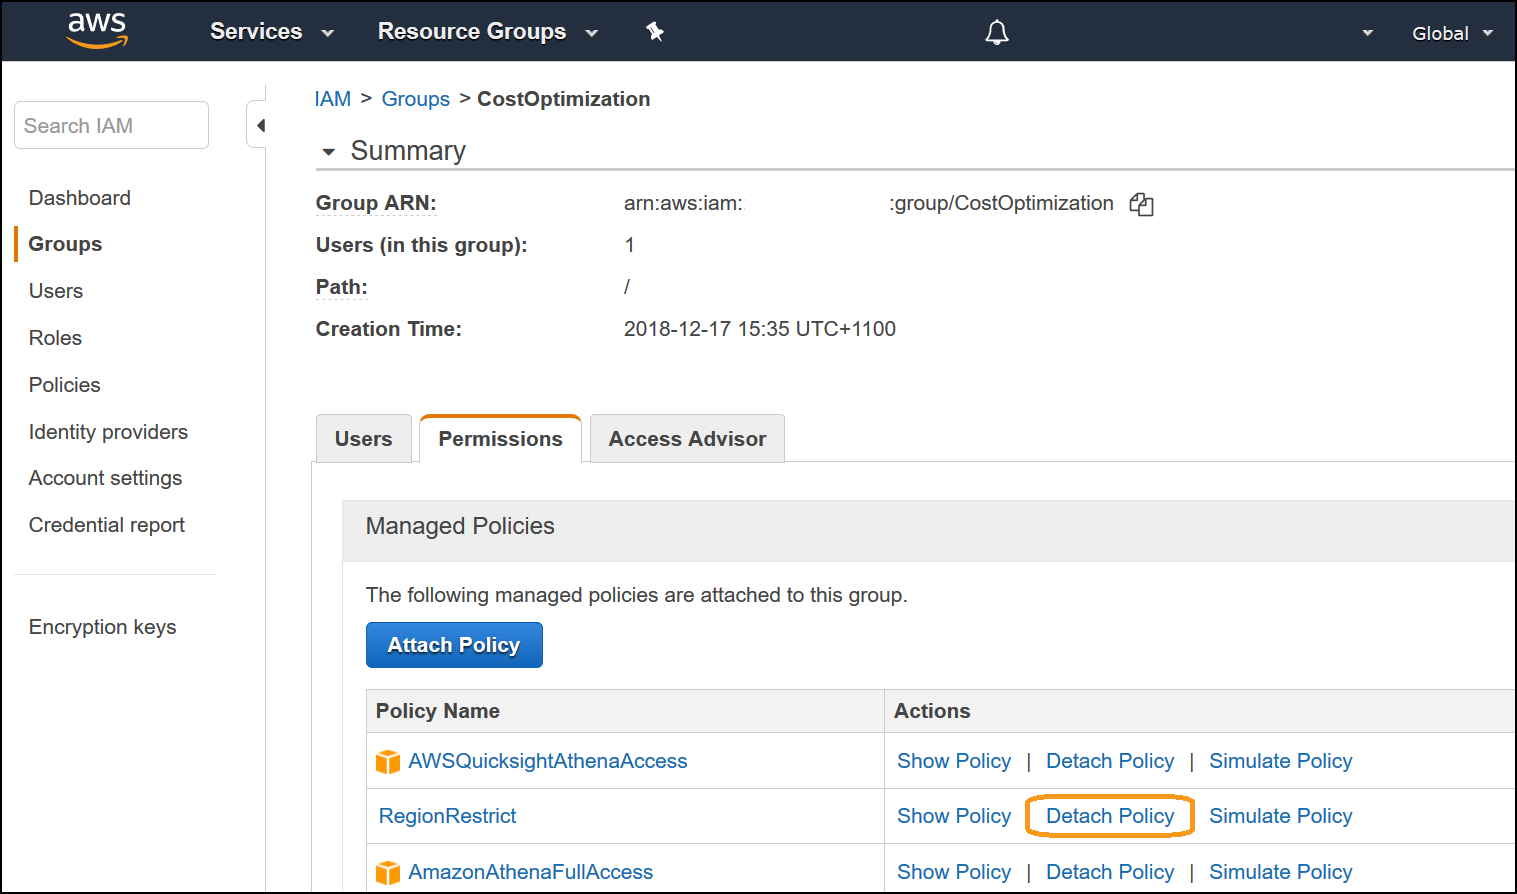 aws Services Resource Groups Global
Search IAM
Dashboard
Groups
Users
Roles
Policies
Identity providers
Account settings
Credential report
Encryption keys
IAM > Groups > CostOptimization
Summary
Group ARN: arn:aws:iam:: :group/CostOptimization
Users (in this group): 1
Path: /
Creation Time: 2018-12-17 15:35 UTC+1100
Users Permissions Access Advisor
Managed Policies
The following managed policies are attached to this group.
Attach Policy
Policy Name Actions
AWSQuicksightAthenaAccess Show Policy | Detach Policy | Simulate Policy
RegionRestrict Show Policy Detach Policy Simulate Policy
AmazonAthenaFullAccess Show Policy | Detach Policy | Simulate Policy